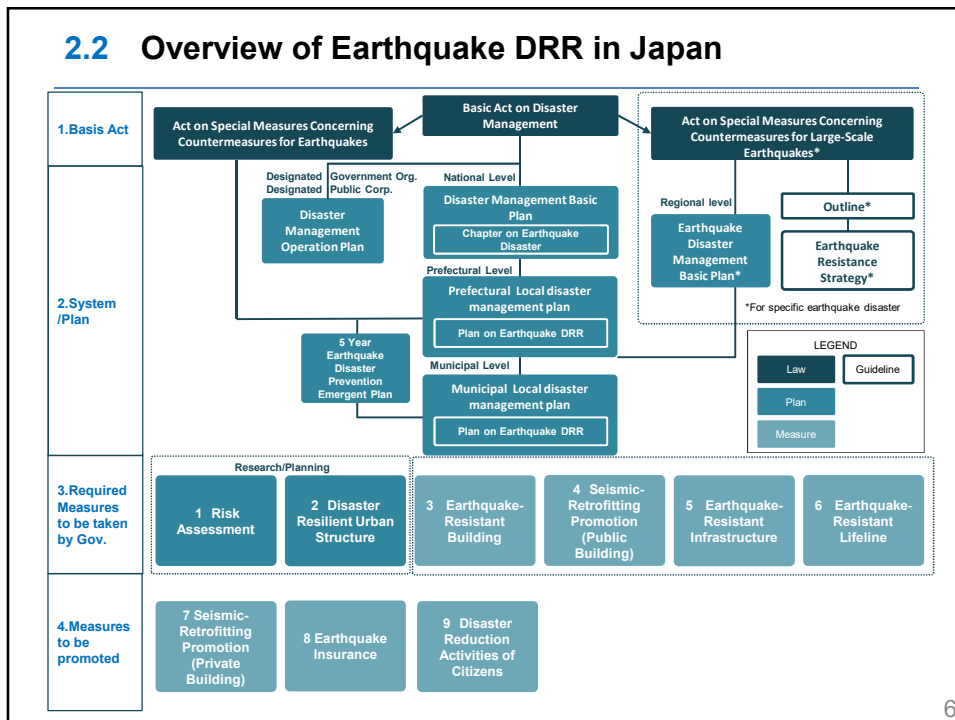 2.2 Overview of Earthquake DRR in Japan
1.Basis Act
Act on Special Measures Concerning
Countermeasures for Earthquakes
Basic Act on Disaster
Management
Act on Special Measures Concerning
Countermeasures for Large-Scale
Earthquakes*
2.System
/Plan
Designated Government Org.
Designated Public Corp.
Disaster
Management
Operation Plan
National Level
Disaster Management Basic
Plan
Chapter on Earthquake
Disaster
Regional level
Earthquake
Disaster
Management
Basic Plan*
Outline*
Earthquake
Resistance
Strategy*
*For specific earthquake disaster
Prefectural Level
Prefectural Local disaster
management plan
Plan on Earthquake DRR
5 Year
Earthquake
Disaster
Prevention
Emergent Plan
Municipal Level
Municipal Local disaster
management plan
Plan on Earthquake DRR
LEGEND
Law
Guideline
Plan
Measure
3.Required
Measures
to be taken
by Gov.
Research/Planning
1 Risk
Assessment
2 Disaster
Resilient Urban
Structure
3 Earthquake-
Resistant
Building
4 Seismic-
Retrofitting
Promotion
(Public
Building)
5 Earthquake-
Resistant
Infrastructure
6 Earthquake-
Resistant
Lifeline
4.Measures
to be
promoted
7 Seismic-
Retrofitting
Promotion
(Private
Building)
8 Earthquake
Insurance
9 Disaster
Reduction
Activities of
Citizens
6